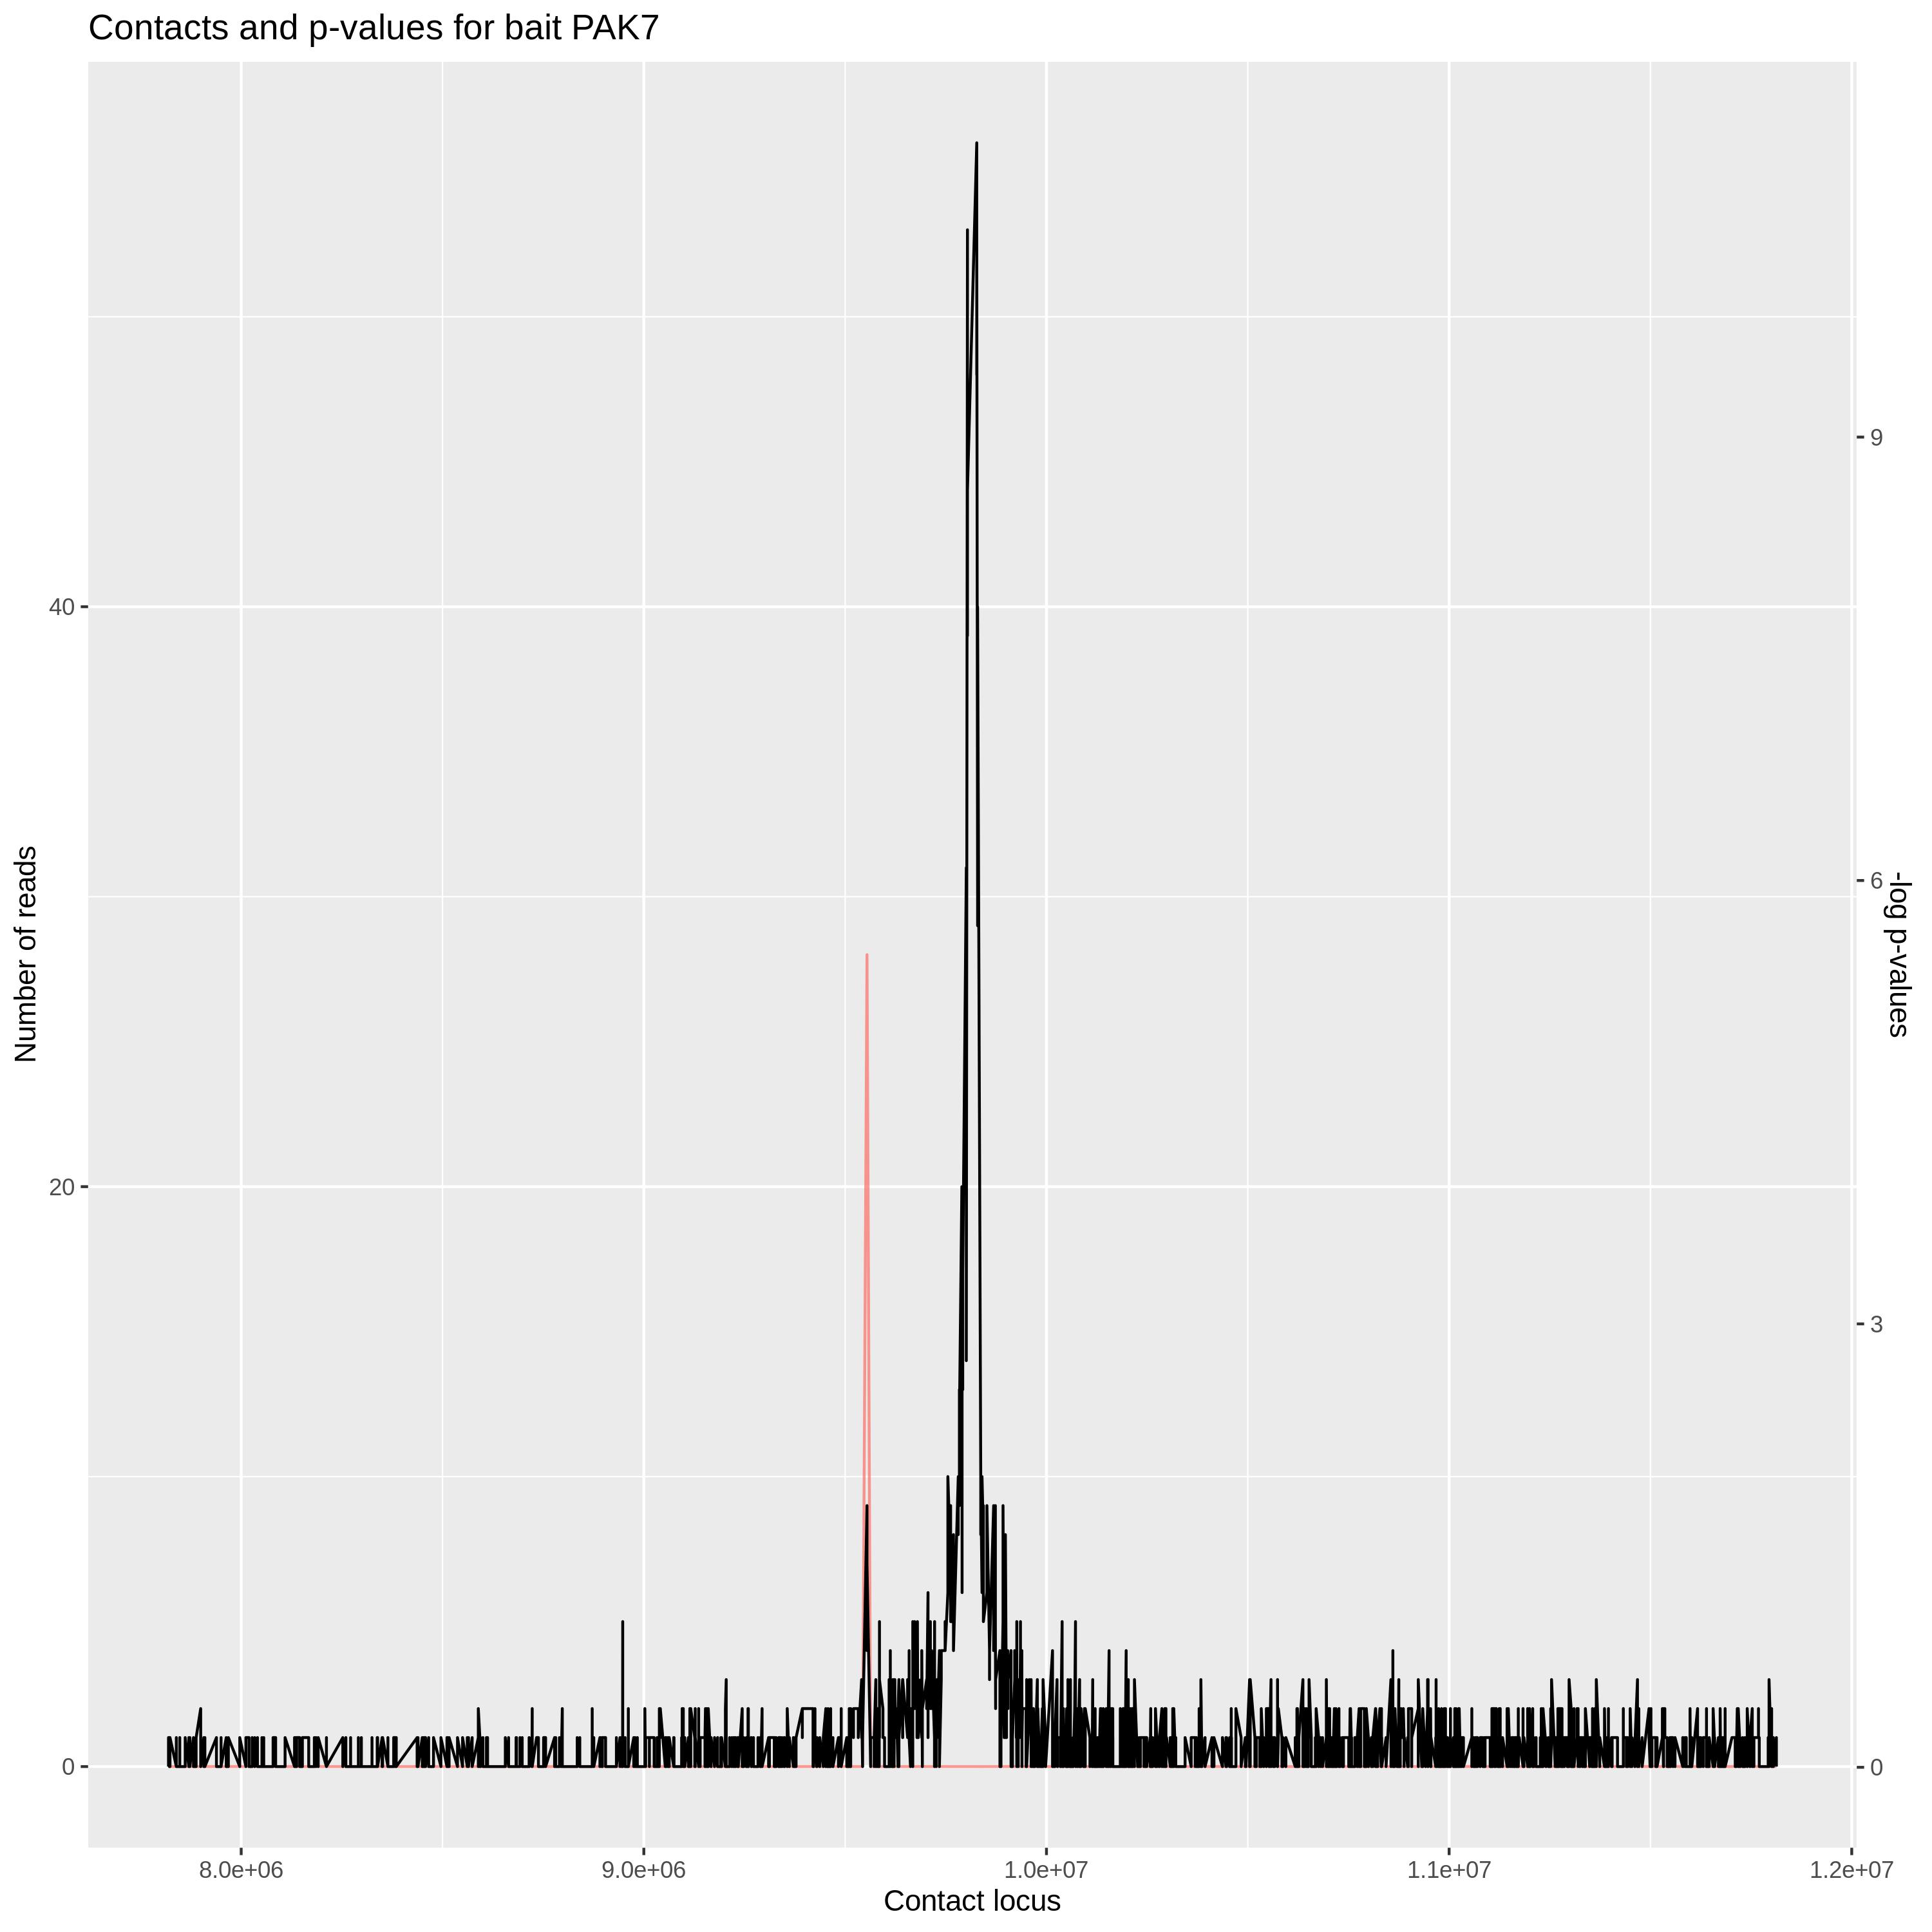 Contacts and p-values for bait PAK7
Number of reads
40
20
0
9
6
3
0
-log p-values
8.0e+06
9.0e+06
1.0e+07
1.1e+07
1.2e+07
Contact locus